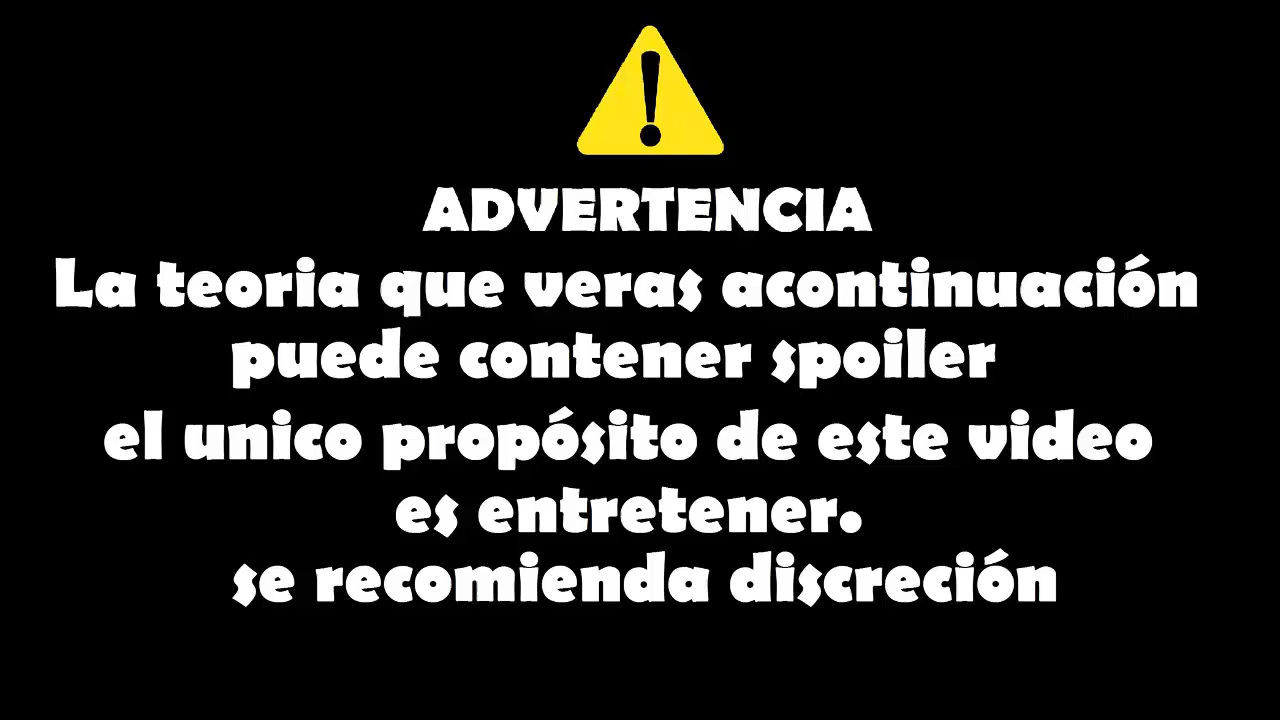 ADVERTENCIA
La teoria que veras acontinuación
puede contener spoiler
el unico propósito de este video
es entretener.
se recomienda discreción